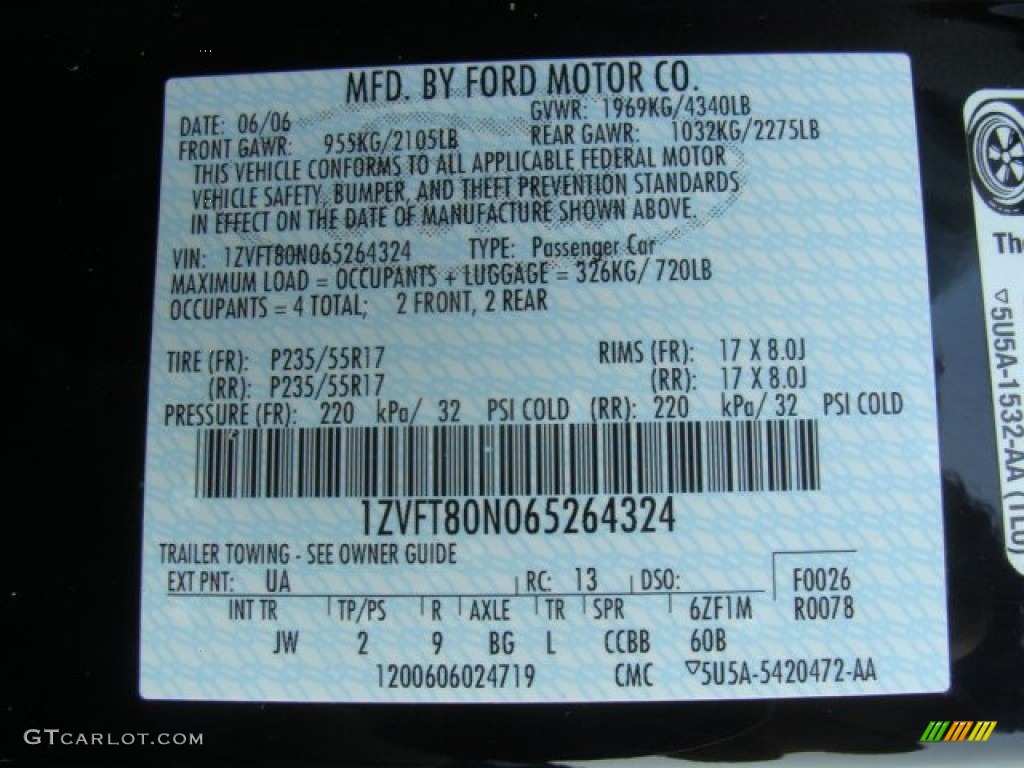 MFD. BY FORD MOTOR CO.
DATE: 06/06 GVWR: 1969KG/4340LB
FRONT GAWR: 955KG/2105LB REAR GAWR: 1032KG/2275LB
THIS VEHICLE CONFORMS TO ALL APPLICABLE FEDERAL MOTOR
VEHICLE SAFETY, BUMPER, AND THEFT PREVENTION STANDARDS
IN EFFECT ON THE DATE OF MANUFACTURE SHOWN ABOVE.
VIN: 1ZVFT80N065264324 TYPE: Passenger Car
MAXIMUM LOAD = OCCUPANTS + LUGGAGE = 326KG/ 720LB
OCCUPANTS = 4 TOTAL; 2 FRONT, 2 REAR
TIRE (FR): P235/55R17 RIMS (FR): 17 X 8.0J
(RR): P235/55R17 (RR): 17 X 8.0J
PRESSURE (FR): 220 kPa/ 32 PSI COLD (RR): 220 kPa/ 32 PSI COLD
1ZVFT80N065264324
TRAILER TOWING - SEE OWNER GUIDE
EXT PNT: UA RC: 13 DSO: F0026
INT TR TP/PS R AXLE TR SPR 6ZF1M R0078
JW 2 9 BG L CCBB 60B
1200606024719 CMC 5U5A-5420472-AA
5U5A-1532-AA (TLU)
GTCARLOT.COM